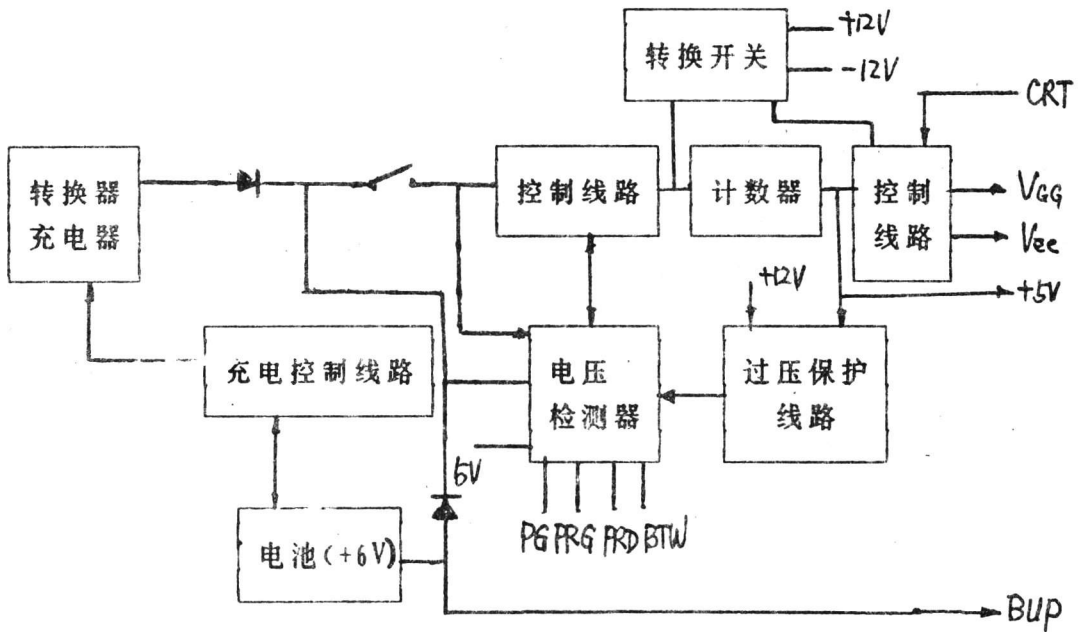 +12V
转换开关
-12V
CRT
转换器
充电器
控制线路
计数器
控制
线路
VGG
Vee
+12V
+5V
充电控制线路
电压
检测器
过压保护
线路
5V
电池(+6V)
PG PRG PRD BTW
BUP